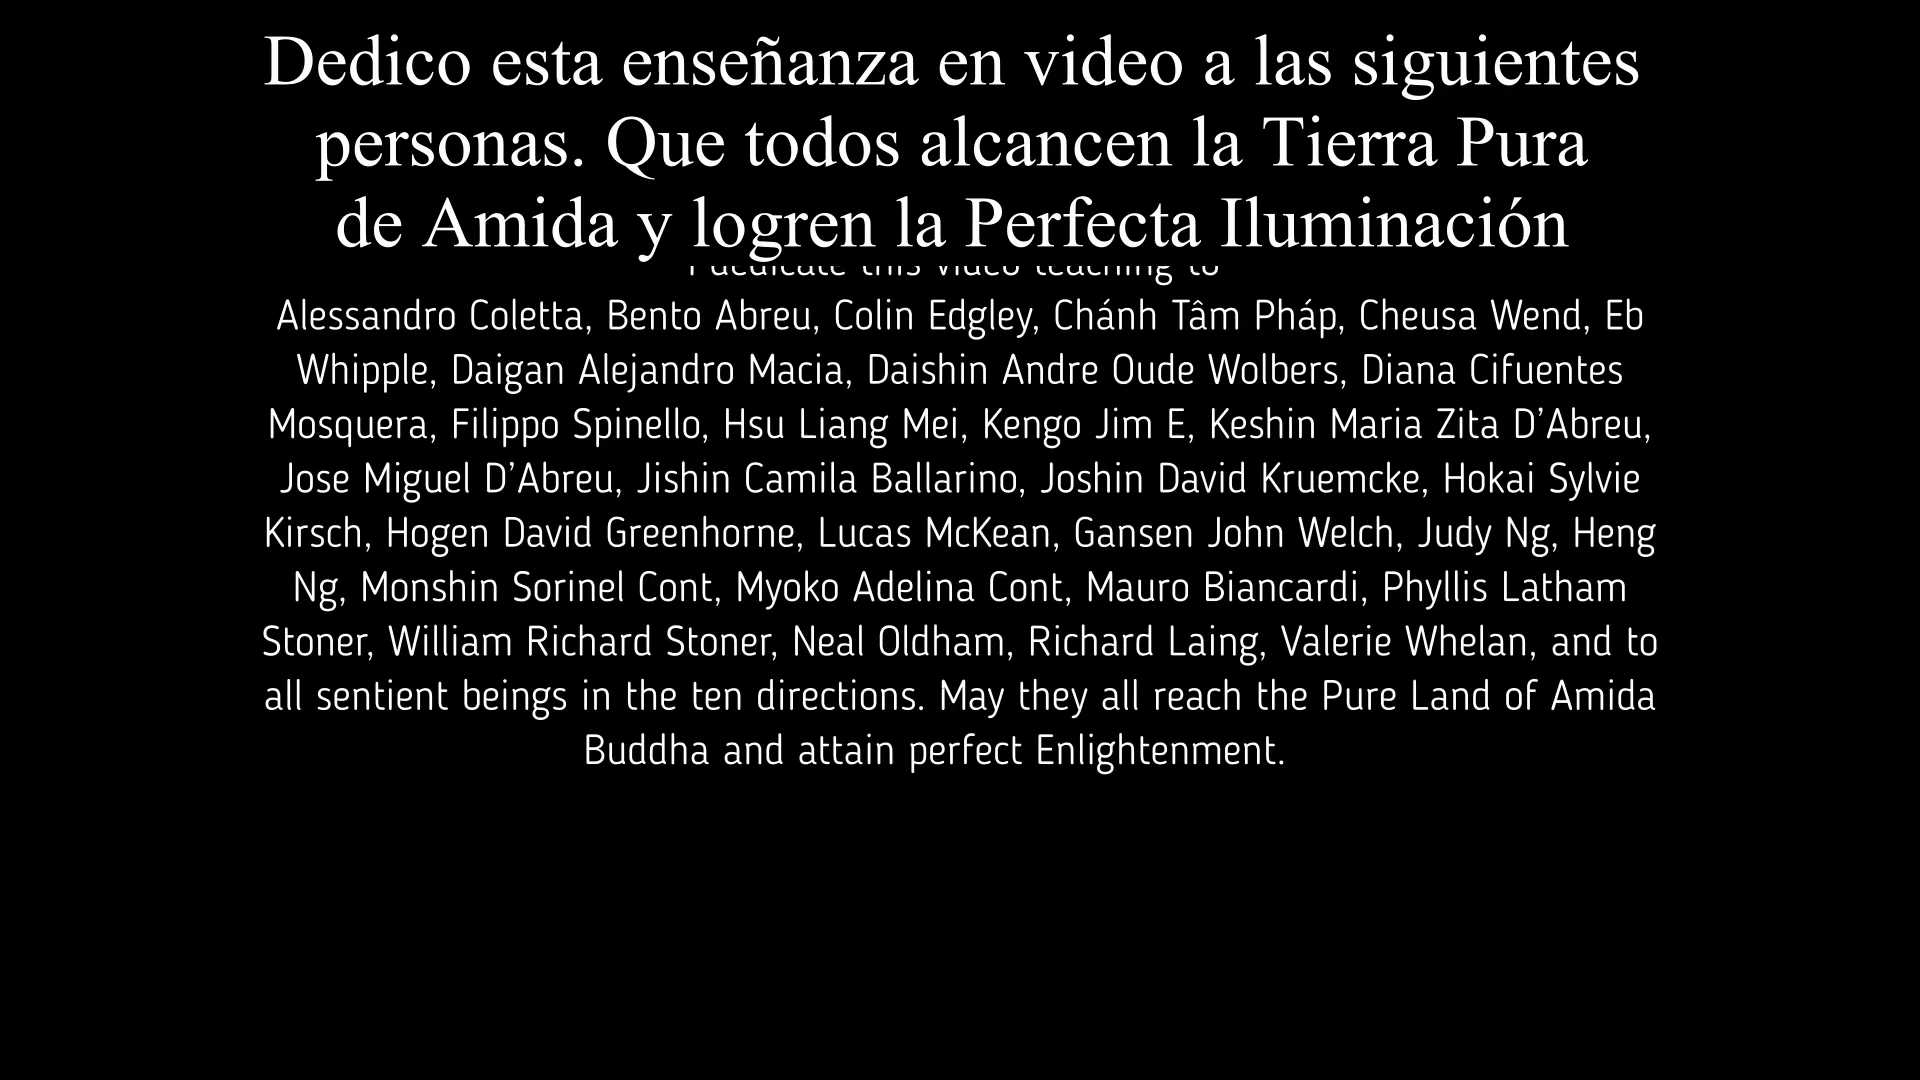 Dedico esta enseñanza en video a las siguientes
personas. Que todos alcancen la Tierra Pura
de Amida y logren la Perfecta Iluminación
I dedicate this video teaching to
Alessandro Coletta, Bento Abreu, Colin Edgley, Chánh Tâm Pháp, Cheusa Wend, Eb
Whipple, Daigan Alejandro Macia, Daishin Andre Oude Wolbers, Diana Cifuentes
Mosquera, Filippo Spinello, Hsu Liang Mei, Kengo Jim E, Keshin Maria Zita D’Abreu,
Jose Miguel D’Abreu, Jishin Camila Ballarino, Joshin David Kruemcke, Hokai Sylvie
Kirsch, Hogen David Greenhorne, Lucas McKean, Gansen John Welch, Judy Ng, Heng
Ng, Monshin Sorinel Cont, Myoko Adelina Cont, Mauro Biancardi, Phyllis Latham
Stoner, William Richard Stoner, Neal Oldham, Richard Laing, Valerie Whelan, and to
all sentient beings in the ten directions. May they all reach the Pure Land of Amida
Buddha and attain perfect Enlightenment.